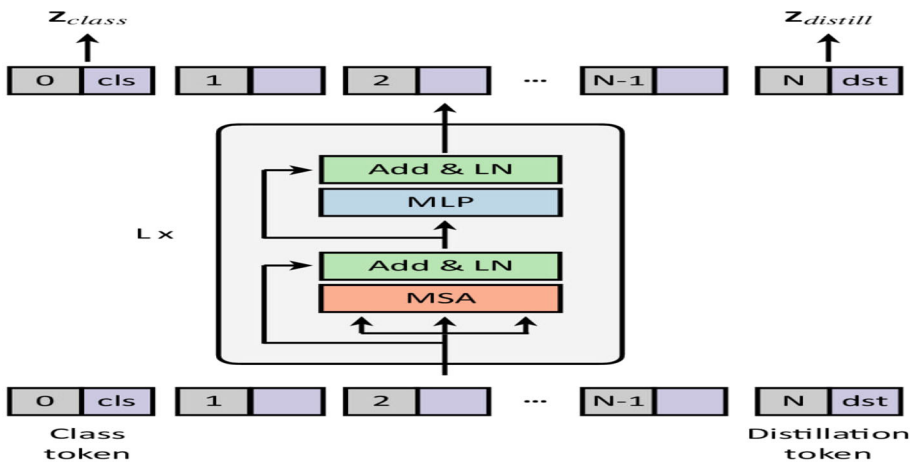 z_class z_distill
0 cls 1 2 ... N-1 N dst
Add & LN
MLP
L x
Add & LN
MSA
0 cls 1 2 ... N-1 N dst
Class Distillation
token token